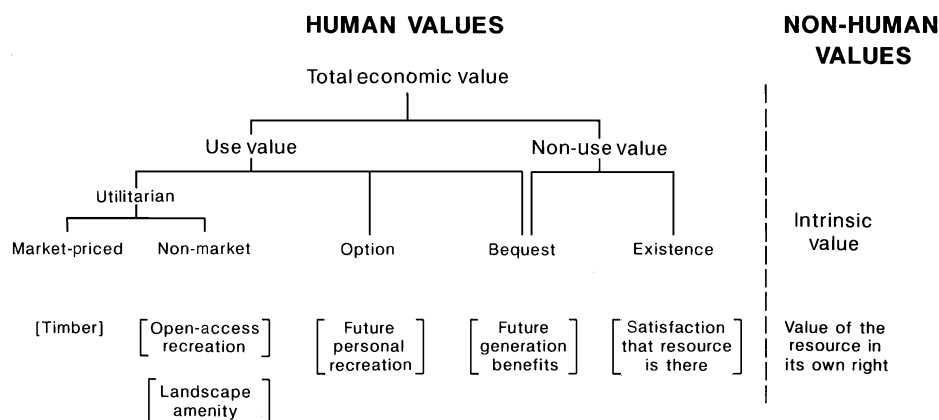 HUMAN VALUES
NON-HUMAN
VALUES
Total economic value
Use value
Non-use value
Utilitarian
Market-priced
Non-market
Option
Bequest
Existence
Intrinsic
value
[Timber]
[Open-access
recreation]
[Future
personal
recreation]
[Future
generation
benefits]
[Satisfaction
that resource
is there]
Value of the
resource in
its own right
[Landscape
amenity]